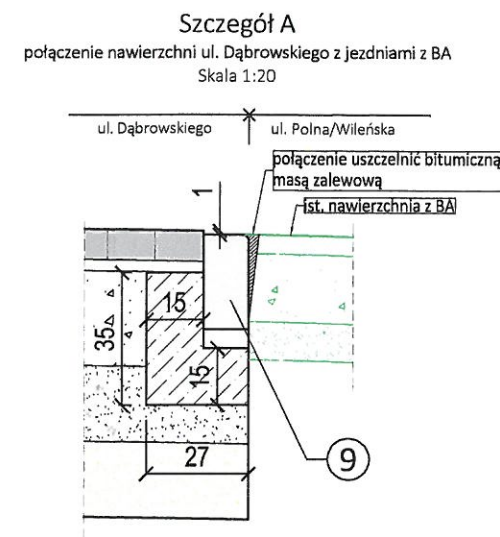 Szczegół A
połączenie nawierzchni ul. Dąbrowskiego z jezdniami z BA
Skala 1:20
ul. Dąbrowskiego
ul. Polna/Wileńska
połączenie uszczelnić bitumiczną
masą zalewową
ist. nawierzchnia z BA
1
15
35
15
27
9